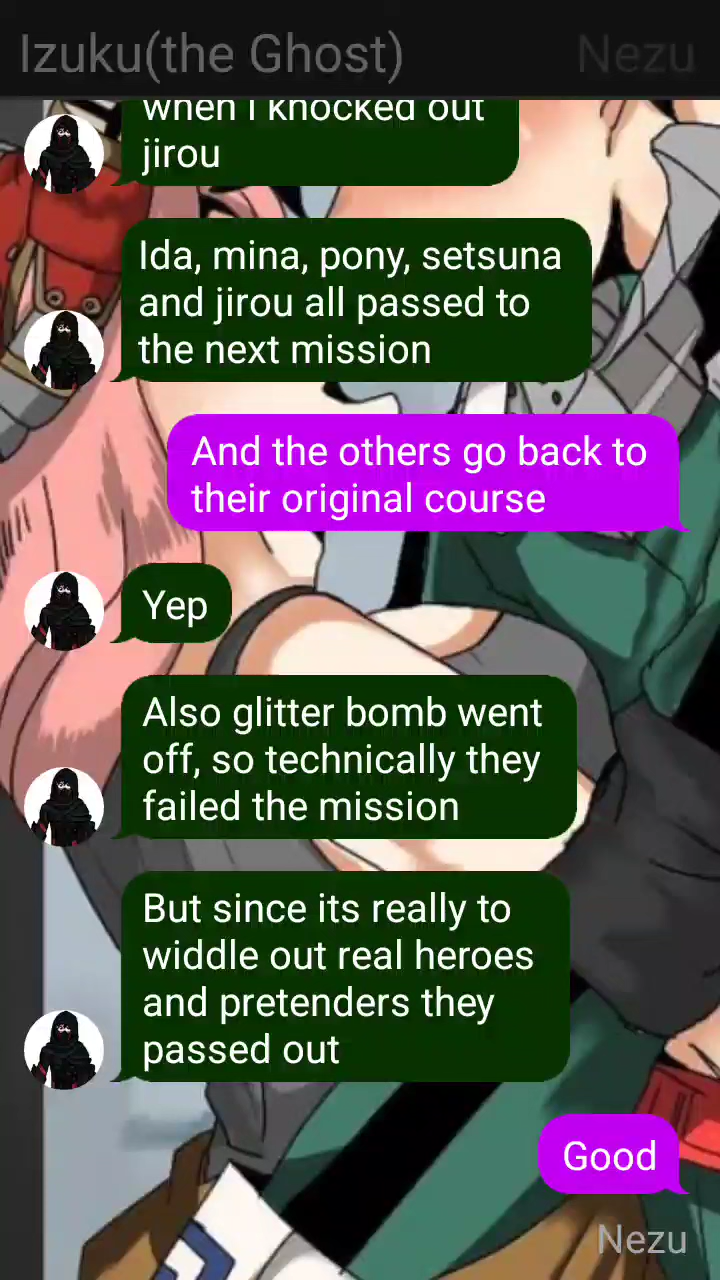 Izuku(the Ghost)
Nezu
when I knocked out
jirou
Ida, mina, pony, setsuna
and jirou all passed to
the next mission
And the others go back to
their original course
Yep
Also glitter bomb went
off, so technically they
failed the mission
But since its really to
widdle out real heroes
and pretenders they
passed out
Good
Nezu